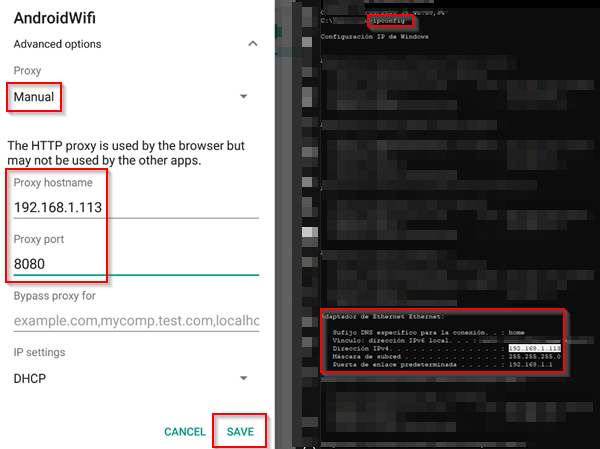 AndroidWifi
Advanced options
Proxy
Manual
The HTTP proxy is used by the browser but
may not be used by the other apps.
Proxy hostname
192.168.1.113
Proxy port
8080
Bypass proxy for
example.com,mycomp.test.com,localho
IP settings
DHCP
CANCEL
SAVE
C:\
ipconfig
Configuración IP de Windows
Adaptador de Ethernet Ethernet:
Sufijo DNS específico para la conexión. . : home
Vínculo: dirección IPv6 local. . . :
Dirección IPv4. . . . . . . . . . . . . . : 192.168.1.113
Máscara de subred . . . . . . . . . . . . : 255.255.255.0
Puerta de enlace predeterminada . . . . . : 192.168.1.1